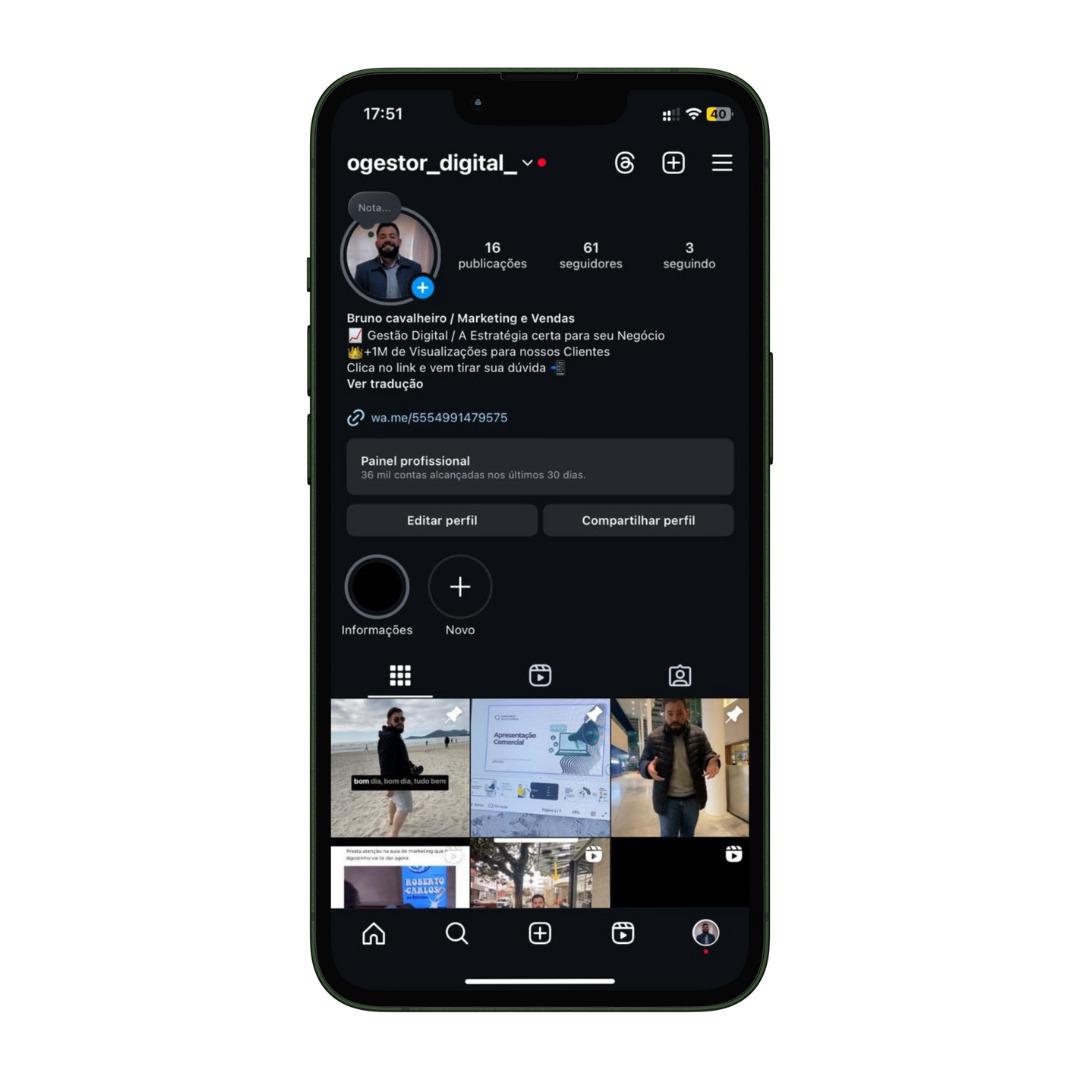 17:51
40
ogestor_digital_
Nota...
16 61 3
publicações seguidores seguindo
Bruno cavalheiro / Marketing e Vendas
📈 Gestão Digital / A Estratégia certa para seu Negócio
👑+1M de Visualizações para nossos Clientes
Clica no link e vem tirar sua dúvida 📲
Ver tradução
wa.me/5554991479575
Painel profissional
36 mil contas alcançadas nos últimos 30 dias.
Editar perfil Compartilhar perfil
Informações Novo
Apresentação
Comercial
bom dia, bom dia, tudo bem
Presta atenção na aula de marketing que
Agostinho vai te dar agora
ROBERTO
CARLOS